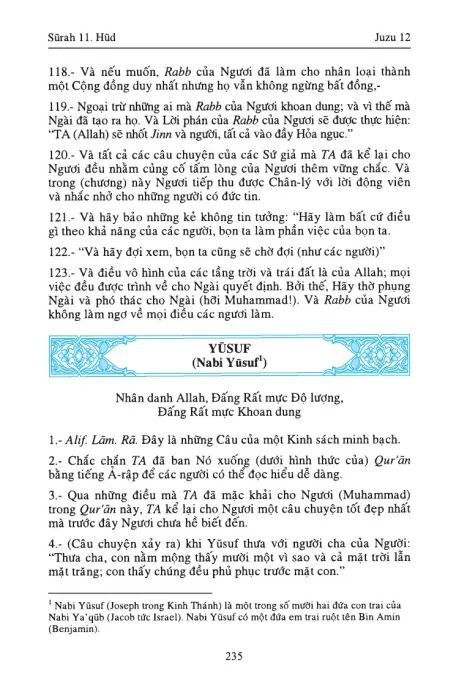 Sūrah 11. Hūd Juzu 12
118.- Và nếu muốn, Rabb của Ngươi đã làm cho nhân loại thành
một Cộng đồng duy nhất nhưng họ vẫn không ngừng bất đồng,-
119.- Ngoại trừ những ai mà Rabb của Ngươi khoan dung; và vì thế mà
Ngài đã tạo ra họ. Và Lời phán của Rabb của Ngươi sẽ được thực hiện:
“TA (Allah) sẽ nhốt Jinn và người, tất cả vào đầy Hỏa ngục.”
120.- Và tất cả các câu chuyện của các Sứ giả mà TA đã kể lại cho
Ngươi đều nhằm củng cố tấm lòng của Ngươi thêm vững chắc. Và
trong (chương) này Ngươi tiếp thu được Chân-lý với lời động viên
và nhắc nhở cho những người có đức tin.
121.- Và hãy bảo những kẻ không tin tưởng: “Hãy làm bất cứ điều
gì theo khả năng của các người, bọn ta làm phần việc của bọn ta.
122.- “Và hãy đợi xem, bọn ta cũng sẽ chờ đợi (như các người)”
123.- Và điều vô hình của các tầng trời và trái đất là của Allah; mọi
việc đều được trình về cho Ngài quyết định. Bởi thế, Hãy thờ phụng
Ngài và phó thác cho Ngài (hỡi Muhammad!). Và Rabb của Ngươi
không làm ngơ về mọi điều các ngươi làm.
YŪSUF
(Nabi Yūsuf¹)
Nhân danh Allah, Đấng Rất mực Độ lượng,
Đấng Rất mực Khoan dung
1.- Alif. Lām. Rā. Đây là những Câu của một Kinh sách minh bạch.
2.- Chắc chắn TA đã ban Nó xuống (dưới hình thức của) Qur’ān
bằng tiếng Ả-rập để các người có thể đọc hiểu dễ dàng.
3.- Qua những điều mà TA đã mặc khải cho Ngươi (Muhammad)
trong Qur’ān này, TA kể lại cho Ngươi một câu chuyện tốt đẹp nhất
mà trước đây Ngươi chưa hề biết đến.
4.- (Câu chuyện xảy ra) khi Yūsuf thưa với người cha của Người:
“Thưa cha, con nằm mộng thấy mười một vì sao và cả mặt trời lẫn
mặt trăng; con thấy chúng đều phủ phục trước mặt con.”
¹ Nabi Yūsuf (Joseph trong Kinh Thánh) là một trong số mười hai đứa con trai của
Nabi Ya’qūb (Jacob tức Israel). Nabi Yūsuf có một đứa em trai ruột tên Bin Amin
(Benjamin).
235